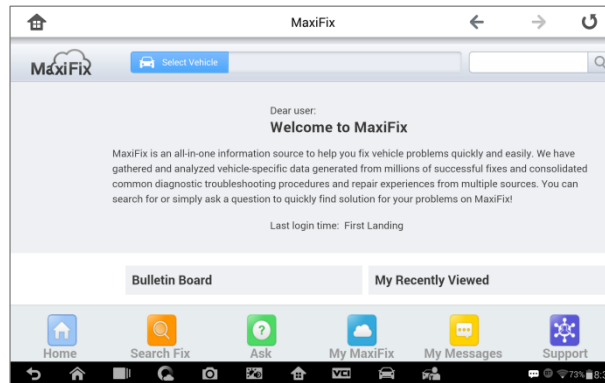 MaxiFix
MaxiFix
Select Vehicle
Dear user:
Welcome to MaxiFix
MaxiFix is an all-in-one information source to help you fix vehicle problems quickly and easily. We have
gathered and analyzed vehicle-specific data generated from millions of successful fixes and consolidated
common diagnostic troubleshooting procedures and repair experiences from multiple sources. You can
search for or simply ask a question to quickly find solution for your problems on MaxiFix!
Last login time: First Landing
Bulletin Board
My Recently Viewed
Home
Search Fix
Ask
My MaxiFix
My Messages
Support
VCI
73%